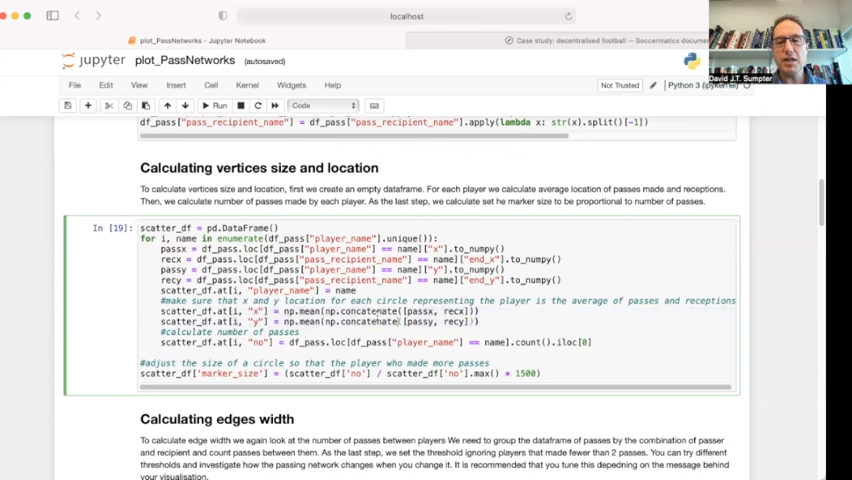 localhost
plot_PassNetworks - Jupyter Notebook
Case study: decentralised football — Soccermatics docume
jupyter plot_PassNetworks (autosaved)
File Edit View Insert Cell Kernel Widgets Help
Not Trusted
Python 3 (ipykernel)
David J.T. Sumpter
Run
Code
df_pass["pass_recipient_name"] = df_pass["pass_recipient_name"].apply(lambda x: str(x).split()[-1])
Calculating vertices size and location
To calculate vertices size and location, first we create an empty dataframe. For each player we calculate average location of passes made and receptions.
Then, we calculate number of passes made by each player. As the last step, we calculate set he marker size to be proportional to number of passes.
In [19]:
scatter_df = pd.DataFrame()
for i, name in enumerate(df_pass["player_name"].unique()):
passx = df_pass.loc[df_pass["player_name"] == name]["x"].to_numpy()
recx = df_pass.loc[df_pass["pass_recipient_name"] == name]["end_x"].to_numpy()
passy = df_pass.loc[df_pass["player_name"] == name]["y"].to_numpy()
recy = df_pass.loc[df_pass["pass_recipient_name"] == name]["end_y"].to_numpy()
scatter_df.at[i, "player_name"] = name
#make sure that x and y location for each circle representing the player is the average of passes and receptions
scatter_df.at[i, "x"] = np.mean(np.concatenate([passx, recx]))
scatter_df.at[i, "y"] = np.mean(np.concatenate([passy, recy]))
#calculate number of passes
scatter_df.at[i, "no"] = df_pass.loc[df_pass["player_name"] == name].count().iloc[0]
#adjust the size of a circle so that the player who made more passes
scatter_df['marker_size'] = (scatter_df['no'] / scatter_df['no'].max() * 1500)
Calculating edges width
To calculate edge width we again look at the number of passes between players We need to group the dataframe of passes by the combination of passer
and recipient and count passes between them. As the last step, we set the threshold ignoring players that made fewer than 2 passes. You can try different
thresholds and investigate how the passing network changes when you change it. It is recommended that you tune this depedning on the message behind
your visualisation.